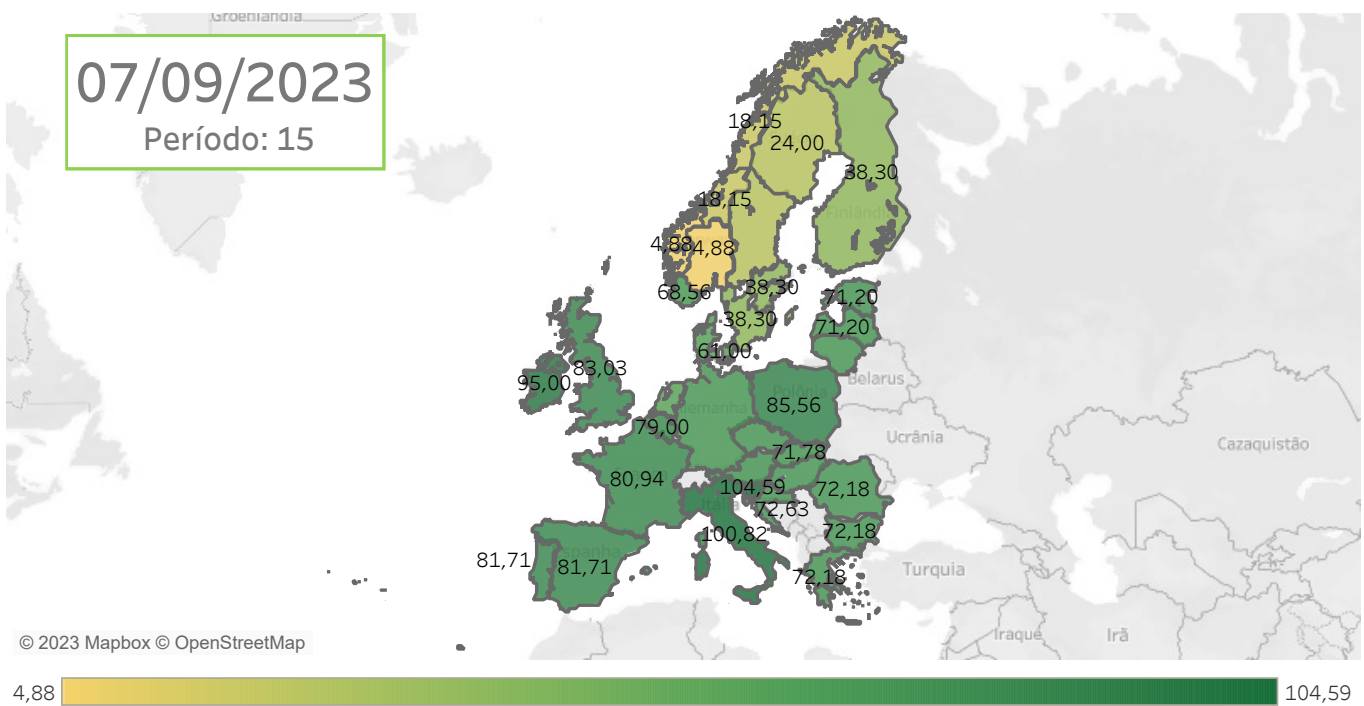 Groenlândia
07/09/2023
Período: 15
18,15
24,00
38,30
18,15
Finlândia
4,88
4,88
68,56
38,30
71,20
38,30
71,20
61,00
83,03
95,00
Belarus
Polônia
85,56
Alemanha
79,00
Ucrânia
Cazaquistão
71,78
80,94
104,59
72,18
Itália
72,63
100,82
72,18
81,71
Espanha
81,71
72,18
Turquia
Iraque
Irã
© 2023 Mapbox © OpenStreetMap
4,88
104,59